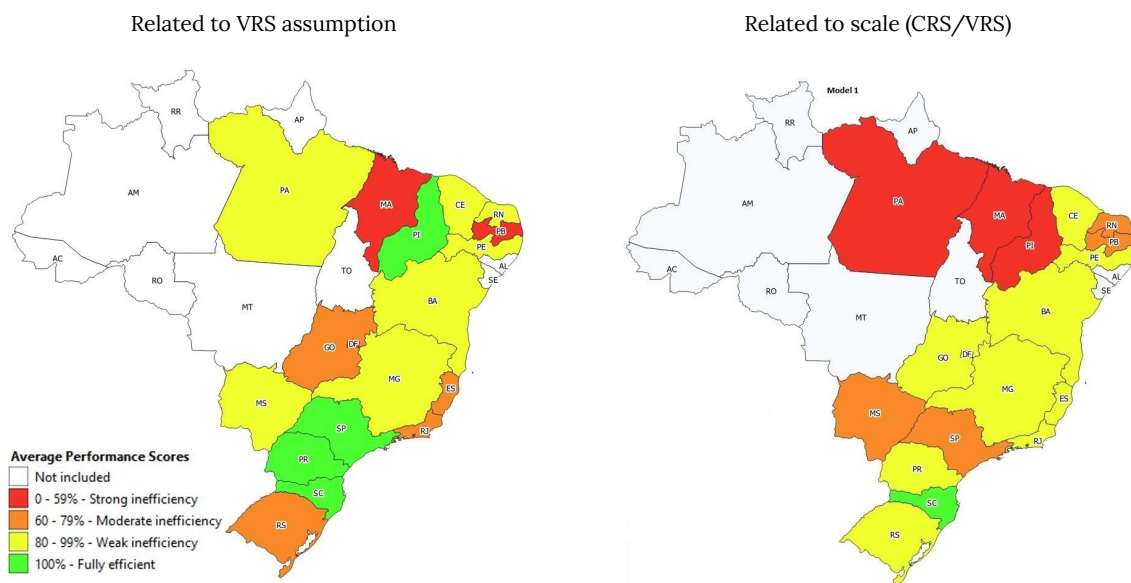 Related to VRS assumption
RR
AP
AM
PA
MA
CE
RN
PB
PI
PE
AL
SE
AC
RO
TO
BA
MT
GO
DF
MG
ES
MS
SP
RJ
PR
SC
RS
Average Performance Scores
Not included
0 - 59% - Strong inefficiency
60 - 79% - Moderate inefficiency
80 - 99% - Weak inefficiency
100% - Fully efficient
Related to scale (CRS/VRS)
Model 1
RR
AP
AM
PA
MA
CE
RN
PB
PI
PE
AL
SE
AC
RO
TO
BA
MT
GO
DF
MG
ES
MS
SP
RJ
PR
SC
RS